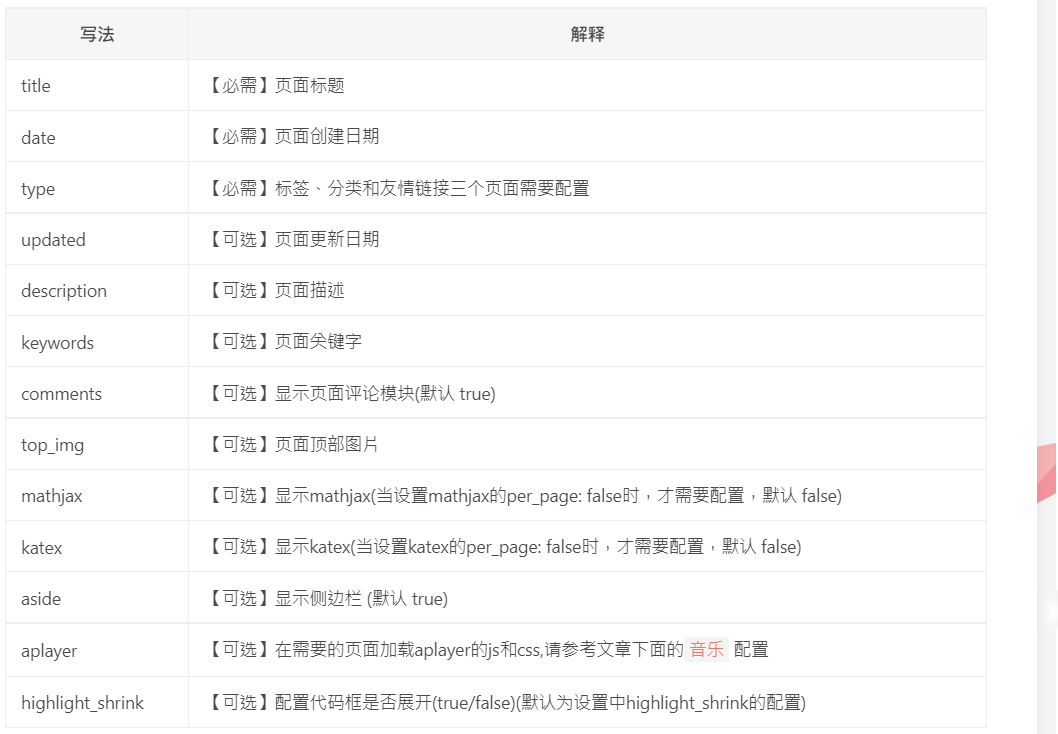 写法 解释
title 【必需】页面标题
date 【必需】页面创建日期
type 【必需】标签、分类和友情链接三个页面需要配置
updated 【可选】页面更新日期
description 【可选】页面描述
keywords 【可选】页面关键字
comments 【可选】显示页面评论模块(默认 true)
top_img 【可选】页面顶部图片
mathjax 【可选】显示mathjax(当设置mathjax的per_page: false时，才需要配置，默认 false)
katex 【可选】显示katex(当设置katex的per_page: false时，才需要配置，默认 false)
aside 【可选】显示侧边栏 (默认 true)
aplayer 【可选】在需要的页面加载aplayer的js和css,请参考文章下面的 音乐 配置
highlight_shrink 【可选】配置代码框是否展开(true/false)(默认为设置中highlight_shrink的配置)